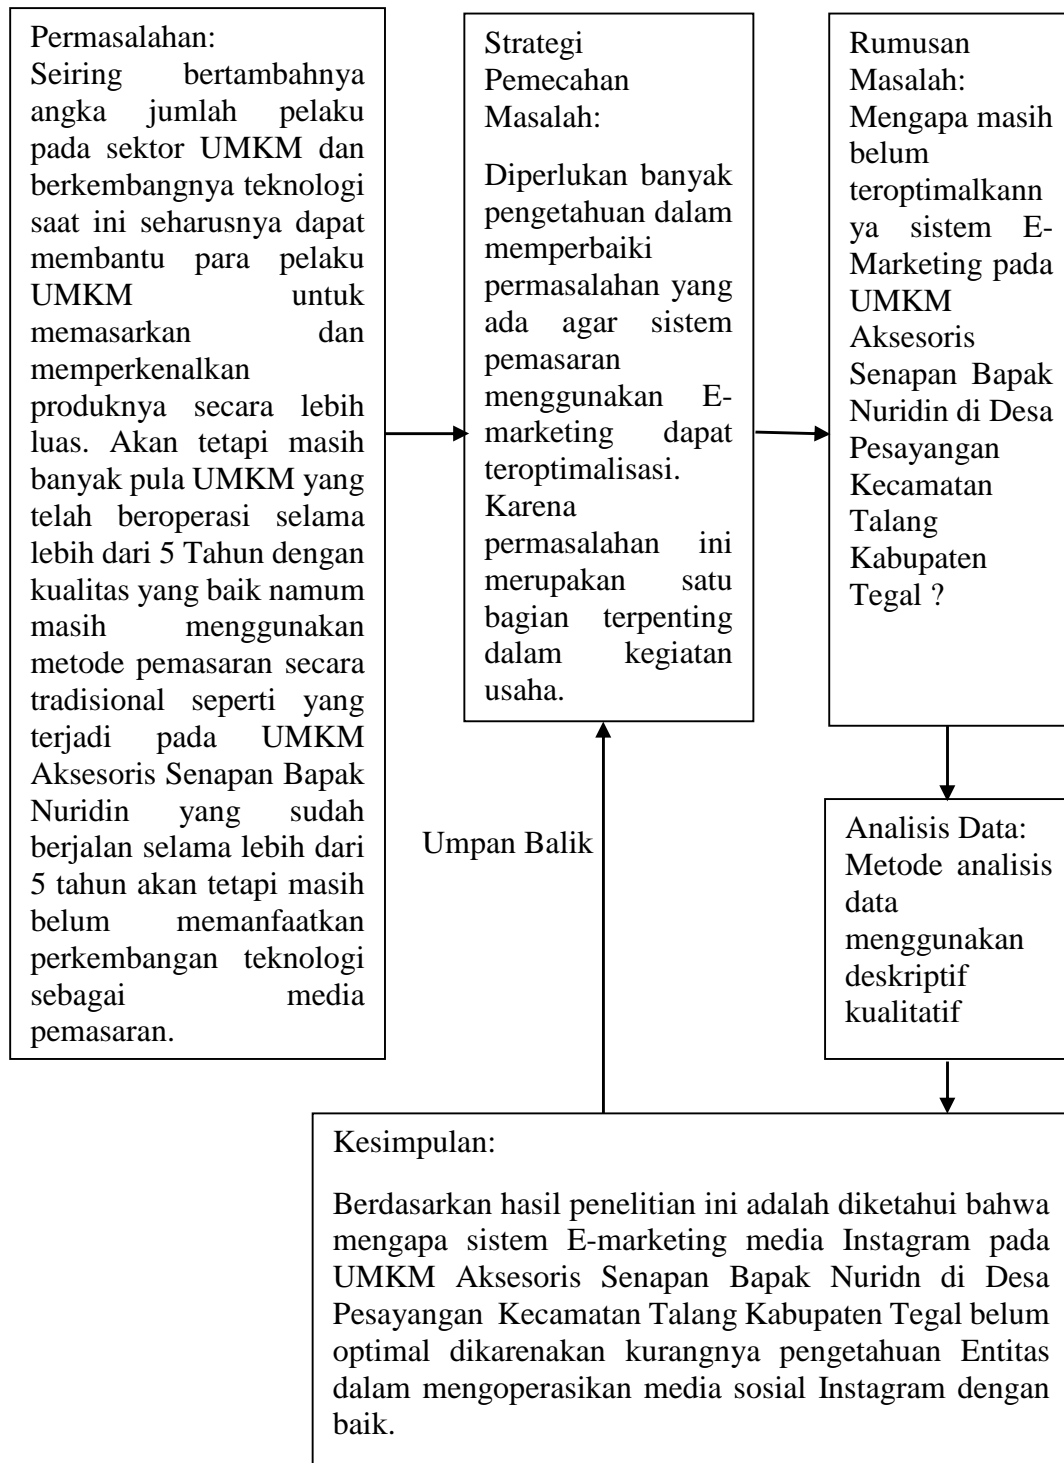 Permasalahan:
Seiring bertambahnya
angka jumlah pelaku
pada sektor UMKM dan
berkembangnya teknologi
saat ini seharusnya dapat
membantu para pelaku
UMKM untuk
memasarkan dan
memperkenalkan
produknya secara lebih
luas. Akan tetapi masih
banyak pula UMKM yang
telah beroperasi selama
lebih dari 5 Tahun dengan
kualitas yang baik namum
masih menggunakan
metode pemasaran secara
tradisional seperti yang
terjadi pada UMKM
Aksesoris Senapan Bapak
Nuridin yang sudah
berjalan selama lebih dari
5 tahun akan tetapi masih
belum memanfaatkan
perkembangan teknologi
sebagai media
pemasaran.
Strategi
Pemecahan
Masalah:
Diperlukan banyak
pengetahuan dalam
memperbaiki
permasalahan yang
ada agar sistem
pemasaran
menggunakan E-
marketing dapat
teroptimalisasi.
Karena
permasalahan ini
merupakan satu
bagian terpenting
dalam kegiatan
usaha.
Rumusan
Masalah:
Mengapa masih
belum
teroptimalkann
ya sistem E-
Marketing pada
UMKM
Aksesoris
Senapan Bapak
Nuridin di Desa
Pesayangan
Kecamatan
Talang
Kabupaten
Tegal ?
Umpan Balik
Analisis Data:
Metode analisis
data
menggunakan
deskriptif
kualitatif
Kesimpulan:
Berdasarkan hasil penelitian ini adalah diketahui bahwa
mengapa sistem E-marketing media Instagram pada
UMKM Aksesoris Senapan Bapak Nuridn di Desa
Pesayangan Kecamatan Talang Kabupaten Tegal belum
optimal dikarenakan kurangnya pengetahuan Entitas
dalam mengoperasikan media sosial Instagram dengan
baik.